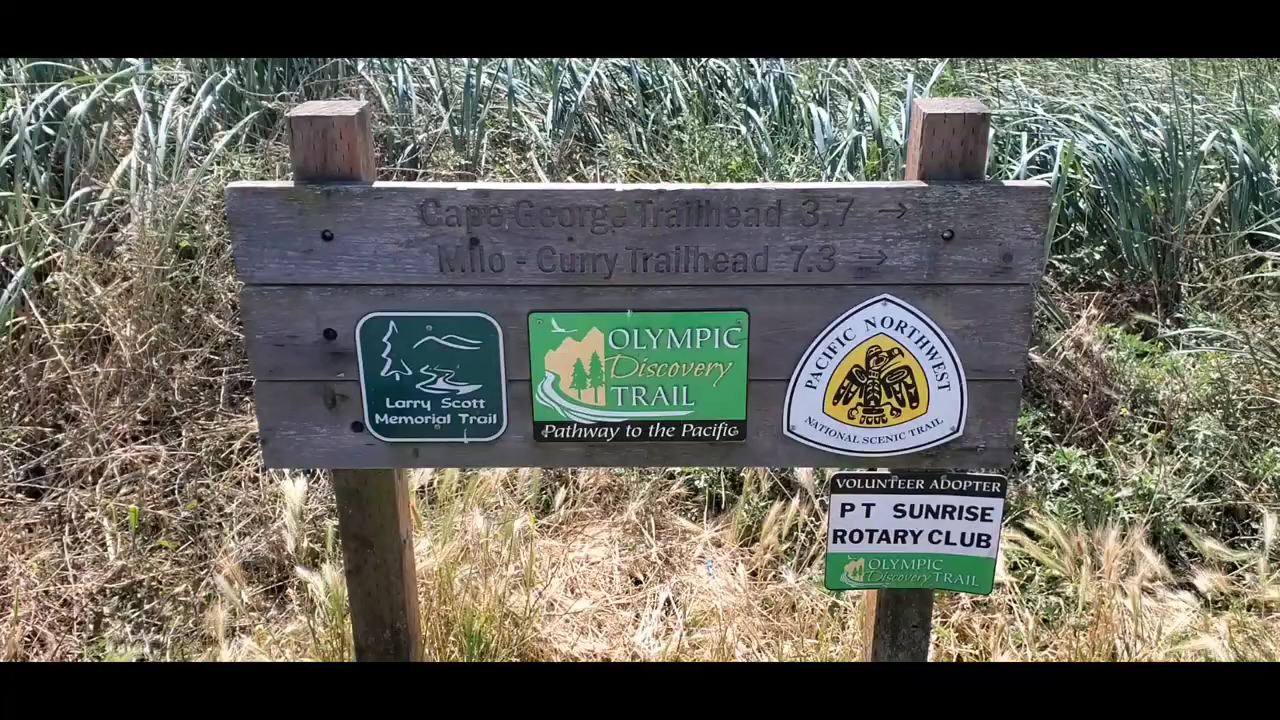 Cape George Trailhead 3.7 →
Milo - Curry Trailhead 7.3 →
Larry Scott
Memorial Trail
OLYMPIC
Discovery
TRAIL
Pathway to the Pacific
PACIFIC NORTHWEST
NATIONAL SCENIC TRAIL
VOLUNTEER ADOPTER
PT SUNRISE
ROTARY CLUB
OLYMPIC
Discovery TRAIL